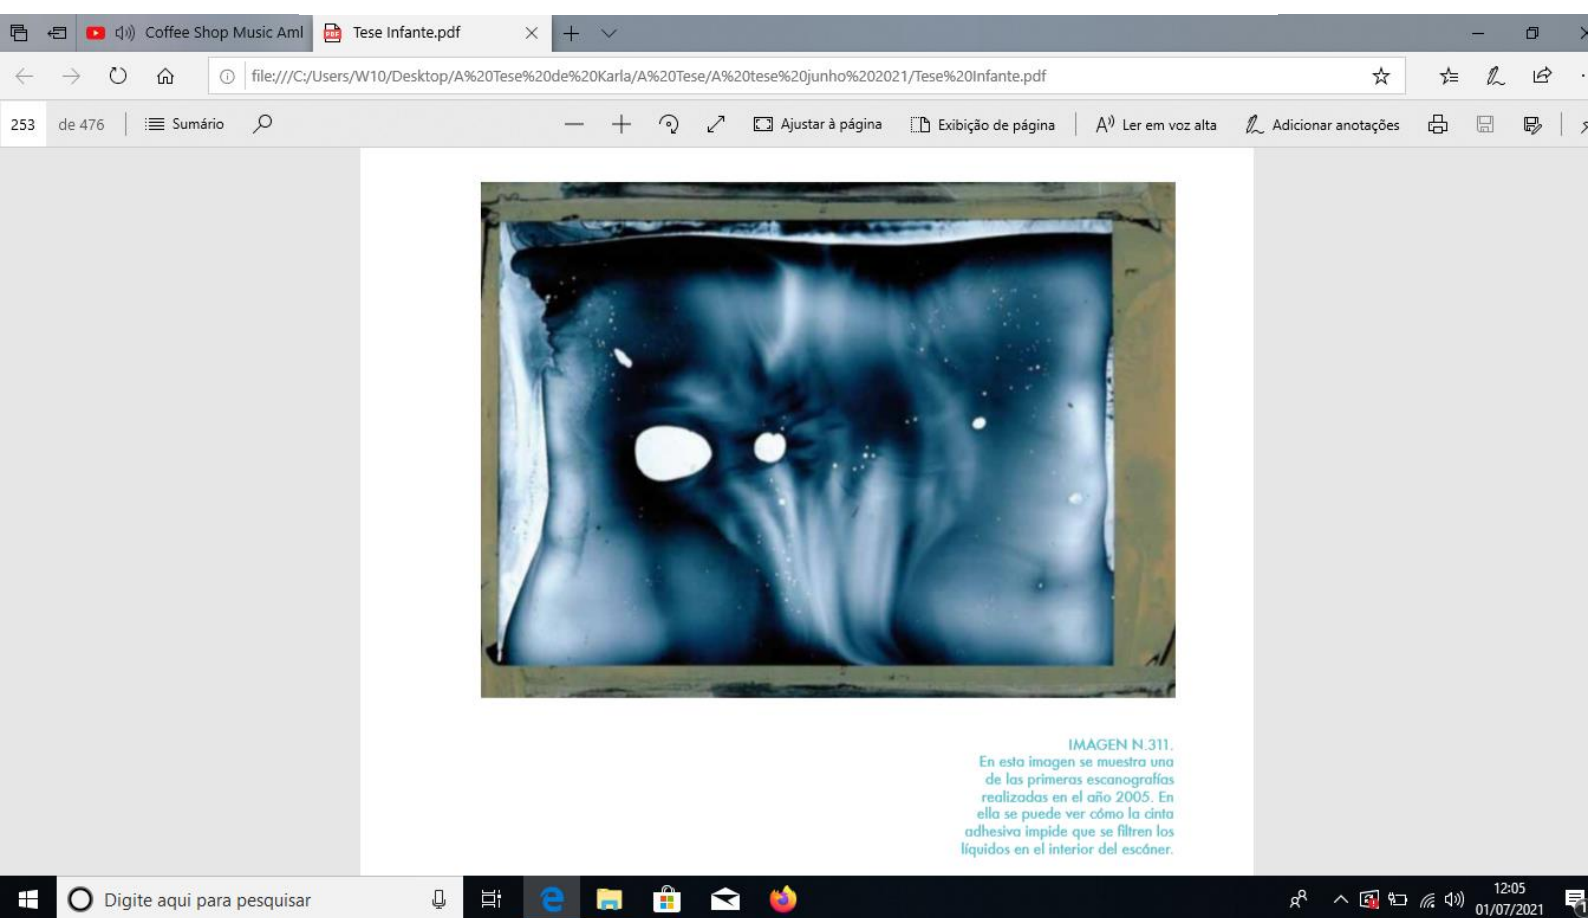 Coffee Shop Music Aml
Tese Infante.pdf
file:///C:/Users/W10/Desktop/A%20Tese%20de%20Karla/A%20Tese/A%20tese%20junho%202021/Tese%20Infante.pdf
253 de 476 Sumário Ajustar à página Exibição de página Ler em voz alta Adicionar anotações
IMAGEN N.311.
En esta imagen se muestra una
de las primeras escanografías
realizadas en el año 2005. En
ella se puede ver cómo la cinta
adhesiva impide que se filtren los
líquidos en el interior del escáner.
Digite aqui para pesquisar
12:05
01/07/2021